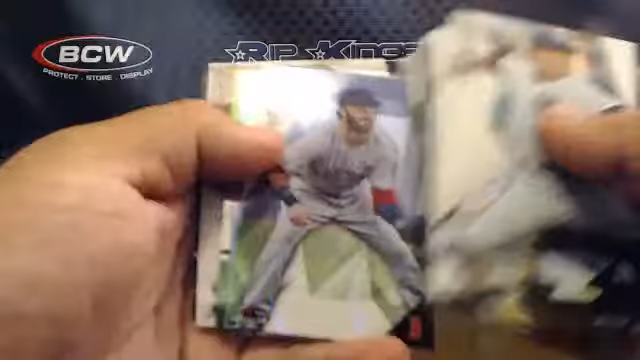 BCW
PROTECT . STORE . DISPLAY
RIP KINGS